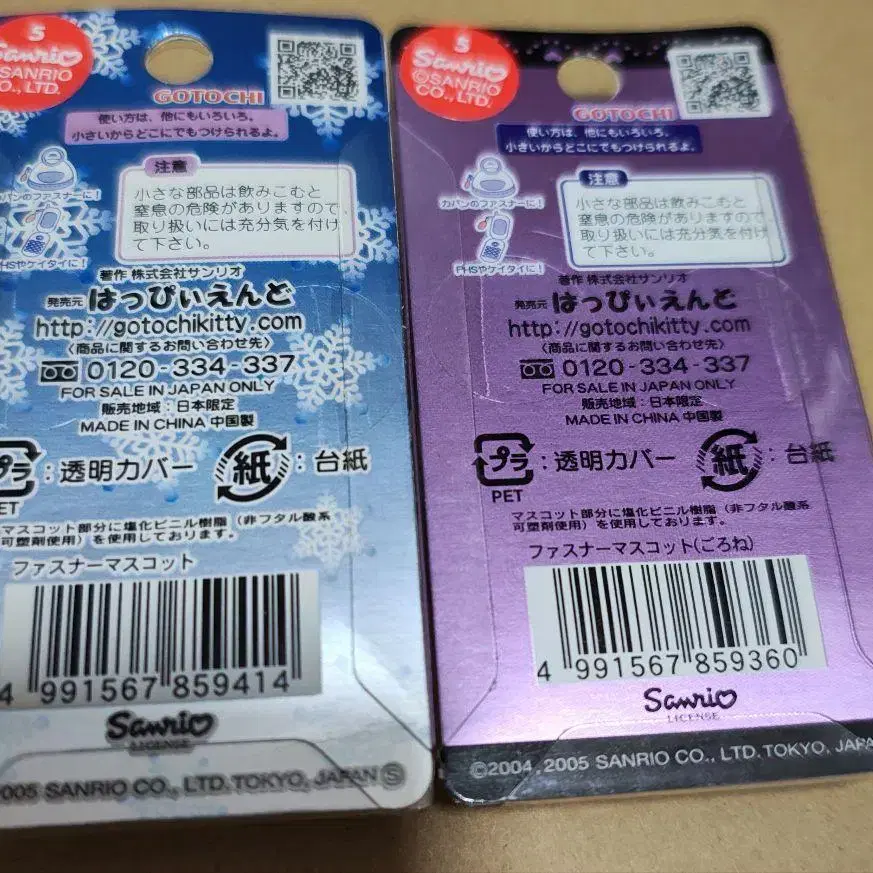 5
Sanrio
©SANRIO
CO., LTD.
GOTOCHI
使い方は、他にもいろいろ。
小さいからどこにでもつけられるよ。
カバンのファスナーに!
PHSやケイタイに!
注意
小さな部品は飲みこむと
窒息の危険がありますので、
取り扱いには充分気を付け
て下さい。
著作 株式会社サンリオ
発売元 はっぴぃえんど
http://gotochikitty.com
〈商品に関するお問い合わせ先〉
0120-334-337
FOR SALE IN JAPAN ONLY
販売地域:日本限定
MADE IN CHINA 中国製
プラ:透明カバー 紙:台紙
PET
マスコット部分に塩化ビニル樹脂(非フタル酸系
可塑剤使用)を使用しております。
ファスナーマスコット
4 991567 859414
Sanrio
LICENSE
2005 SANRIO CO., LTD. TOKYO, JAPAN Ⓢ
5
Sanrio
©SANRIO
CO., LTD.
GOTOCHI
使い方は、他にもいろいろ。
小さいからどこにでもつけられるよ。
カバンのファスナーに!
PHSやケイタイに!
注意
小さな部品は飲みこむと
窒息の危険がありますので、
取り扱いには充分気を付け
て下さい。
著作 株式会社サンリオ
発売元 はっぴぃえんど
http://gotochikitty.com
〈商品に関するお問い合わせ先〉
0120-334-337
FOR SALE IN JAPAN ONLY
販売地域:日本限定
MADE IN CHINA 中国製
プラ:透明カバー 紙:台紙
PET
マスコット部分に塩化ビニル樹脂(非フタル酸系
可塑剤使用)を使用しております。
ファスナーマスコット(ごろね)
4 991567 859360
Sanrio
LICENSE
©2004, 2005 SANRIO CO., LTD. TOKYO, JAPA